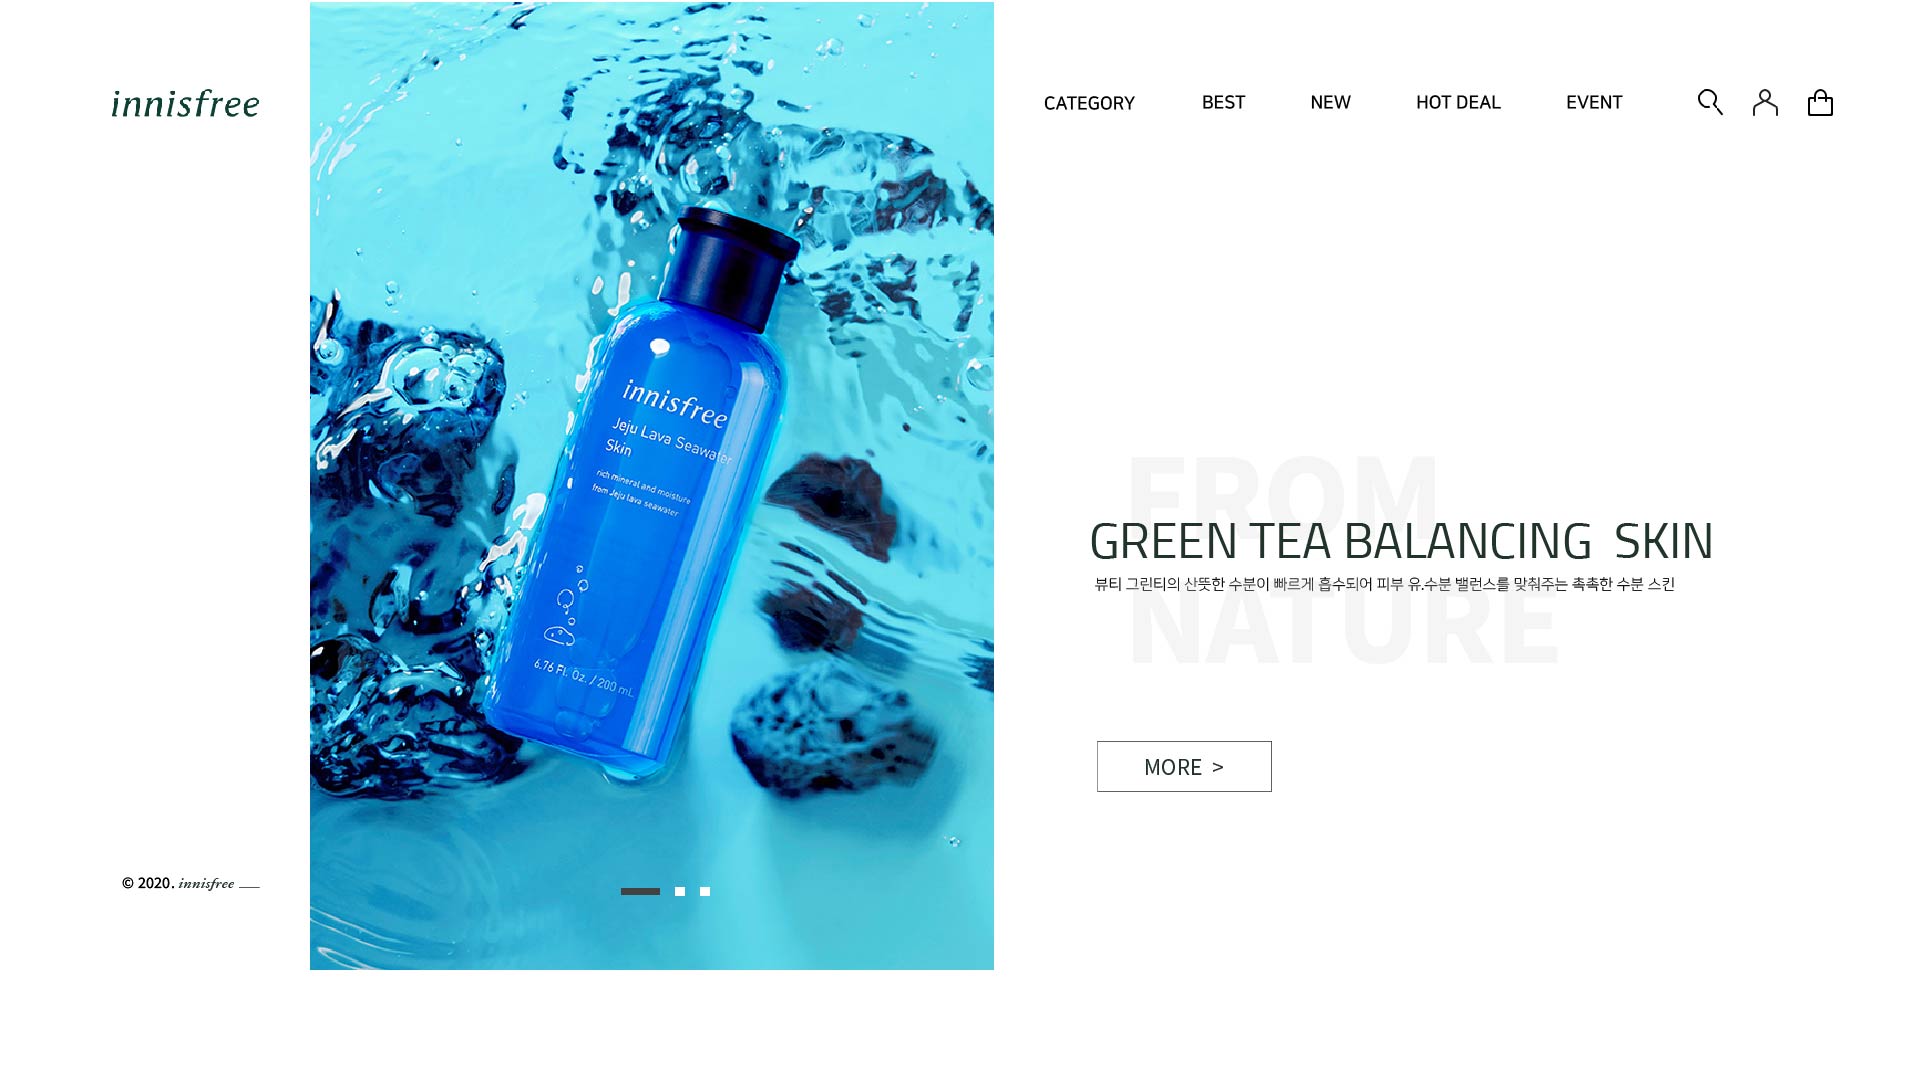 innisfree
CATEGORY BEST NEW HOT DEAL EVENT
innisfree
Jeju Lava Seawater
Skin
rich mineral and moisture
from Jeju lava seawater
6.76 FL. Oz. / 200 mL
FROM
GREEN TEA BALANCING SKIN
뷰티 그린티의 산뜻한 수분이 빠르게 흡수되어 피부 유.수분 밸런스를 맞춰주는 촉촉한 수분 스킨
NATURE
MORE >
© 2020. innisfree